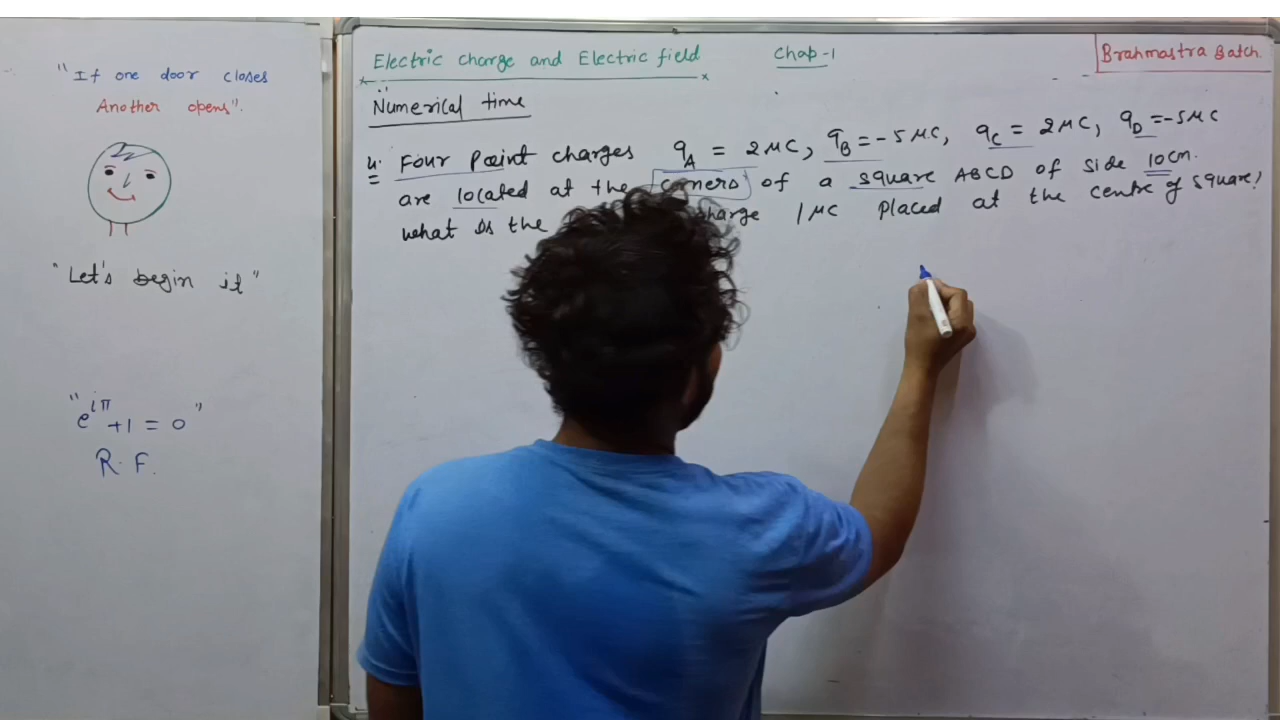 "If one door closes
Another opens".
"Let's begin it"
"e^{iπ} +1 = 0"
R. F.
Electric charge and Electric field Chap-1
Brahmastra Batch.
Numerical time
4. Four point charges q_A = 2μC, q_B = -5μC, q_C = 2μC, q_D = -5μC
are located at the corners of a square ABCD of side 10cm.
what is the charge 1μC placed at the centre of square?